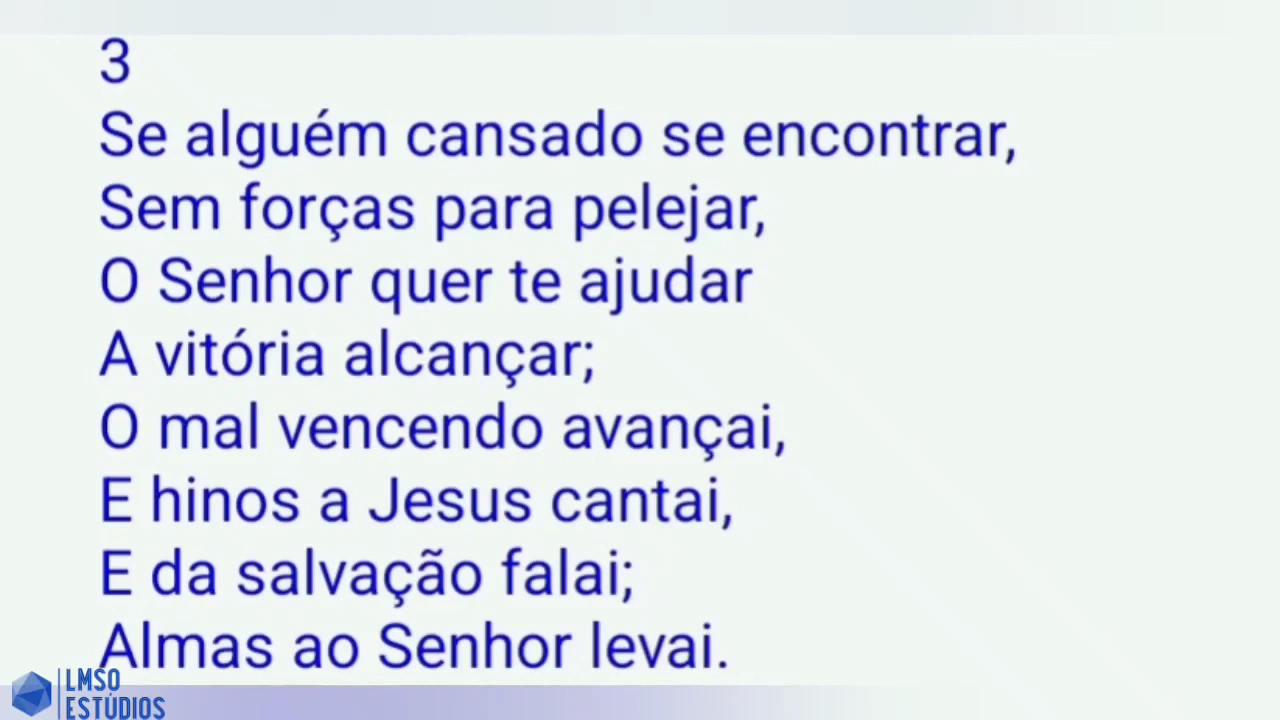 3
Se alguém cansado se encontrar,
Sem forças para pelejar,
O Senhor quer te ajudar
A vitória alcançar;
O mal vencendo avançai,
E hinos a Jesus cantai,
E da salvação falai;
Almas ao Senhor levai.
LMSO
ESTÚDIOS